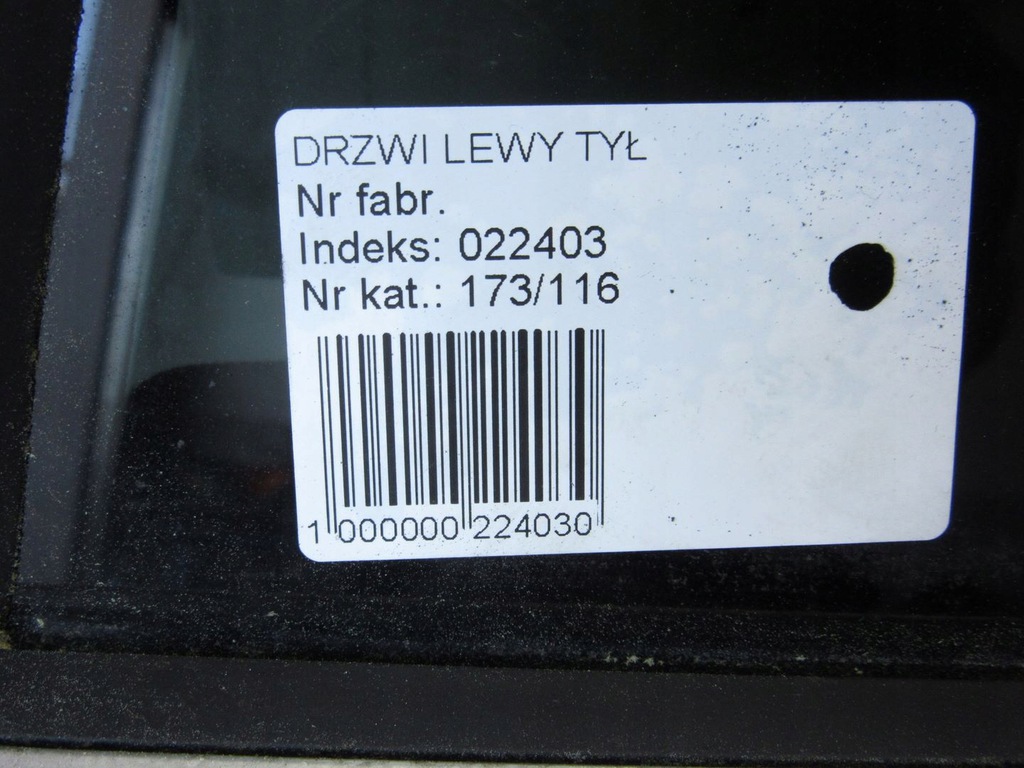 DRZWI LEWY TYŁ
Nr fabr.
Indeks: 022403
Nr kat.: 173/116
1 000000 224030